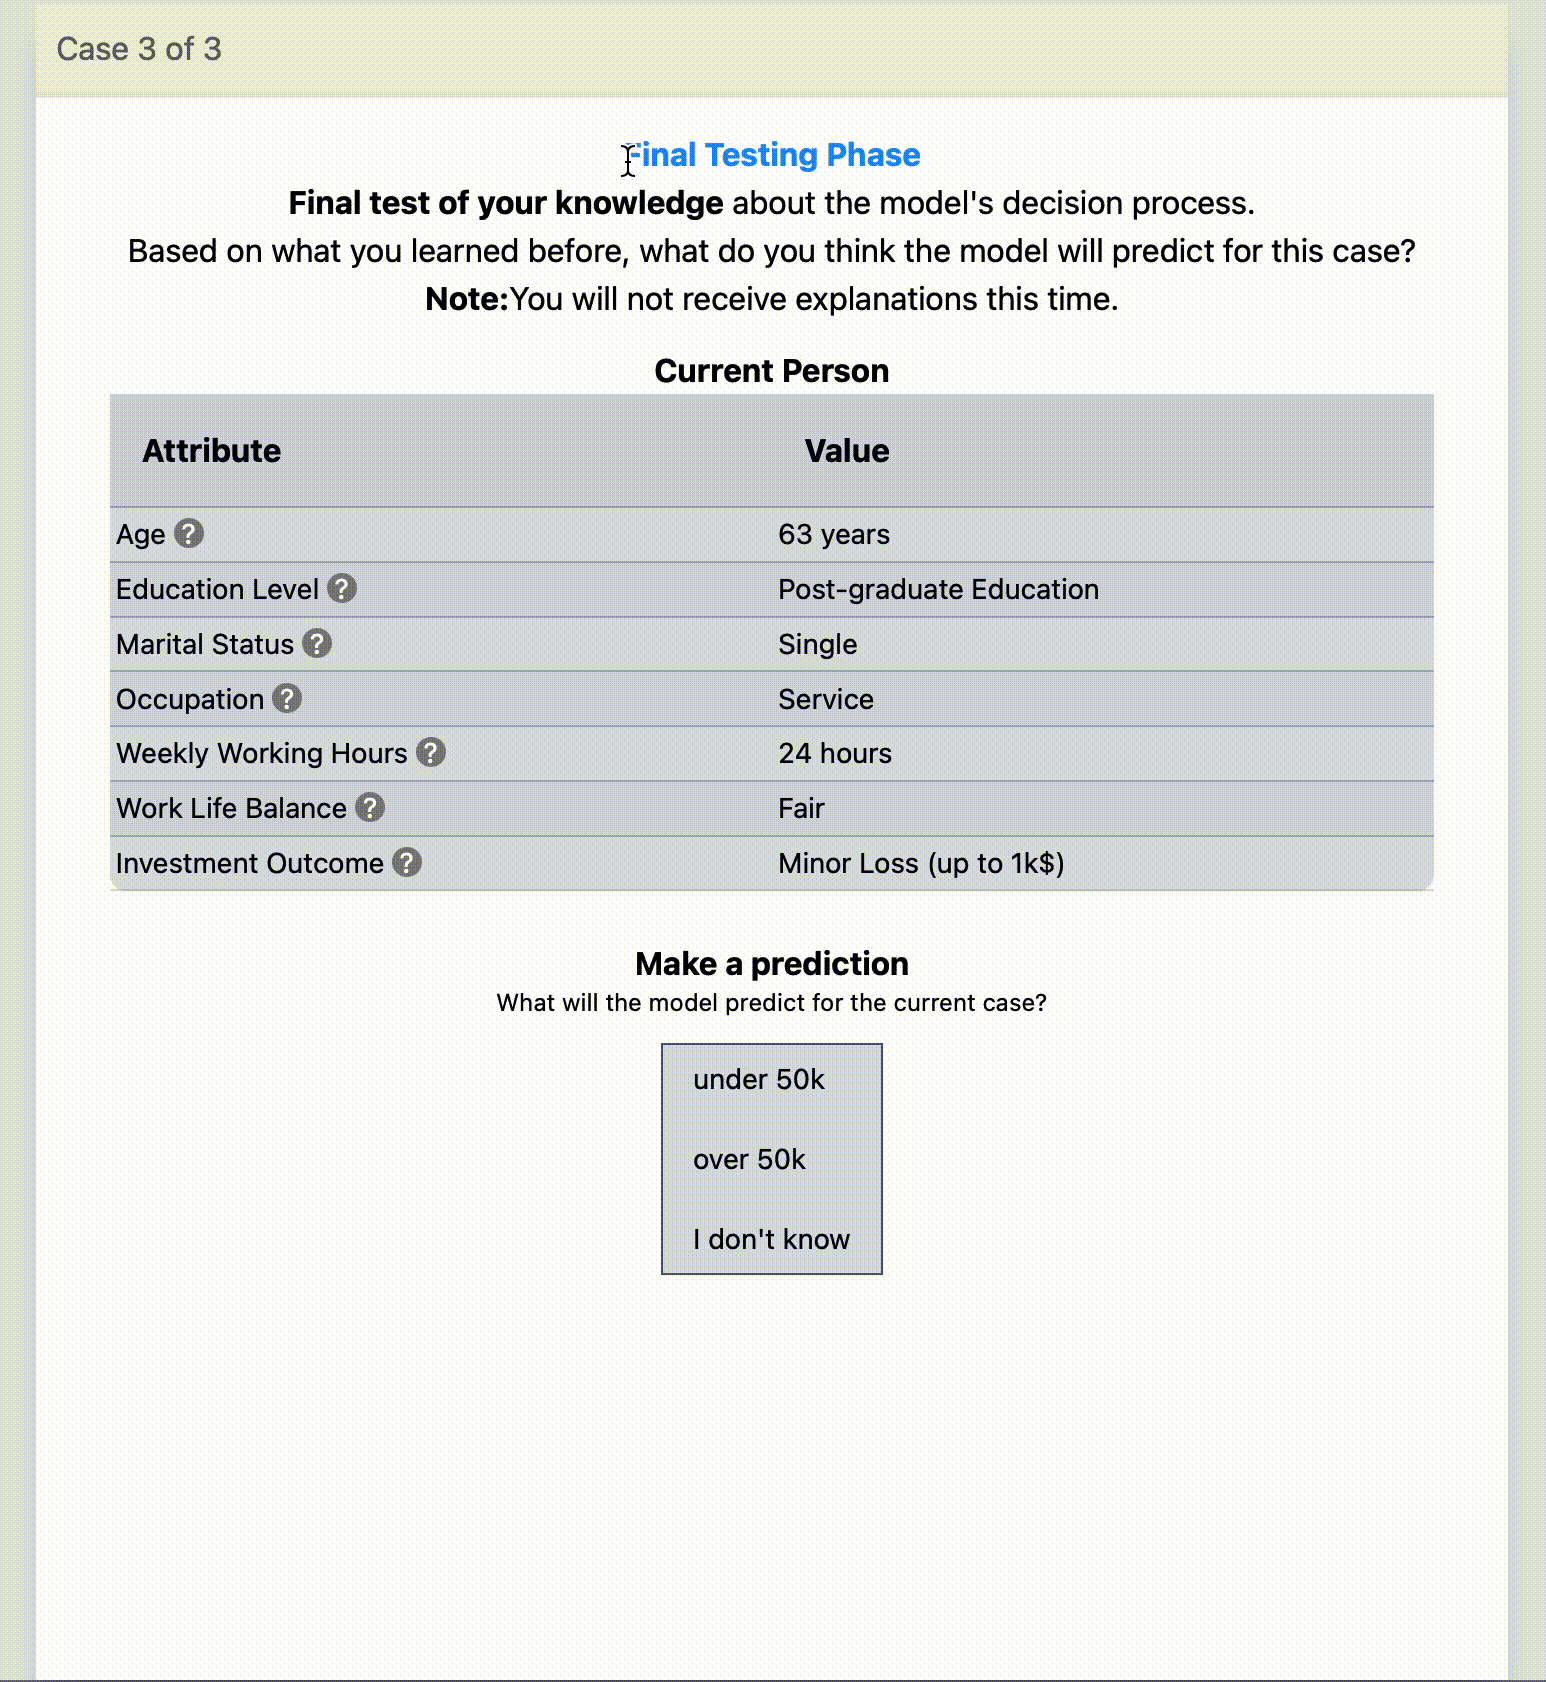 Case 3 of 3
Final Testing Phase
Final test of your knowledge about the model's decision process.
Based on what you learned before, what do you think the model will predict for this case?
Note:You will not receive explanations this time.
Current Person
Attribute Value
Age ? 63 years
Education Level ? Post-graduate Education
Marital Status ? Single
Occupation ? Service
Weekly Working Hours ? 24 hours
Work Life Balance ? Fair
Investment Outcome ? Minor Loss (up to 1k$)
Make a prediction
What will the model predict for the current case?
under 50k
over 50k
I don't know